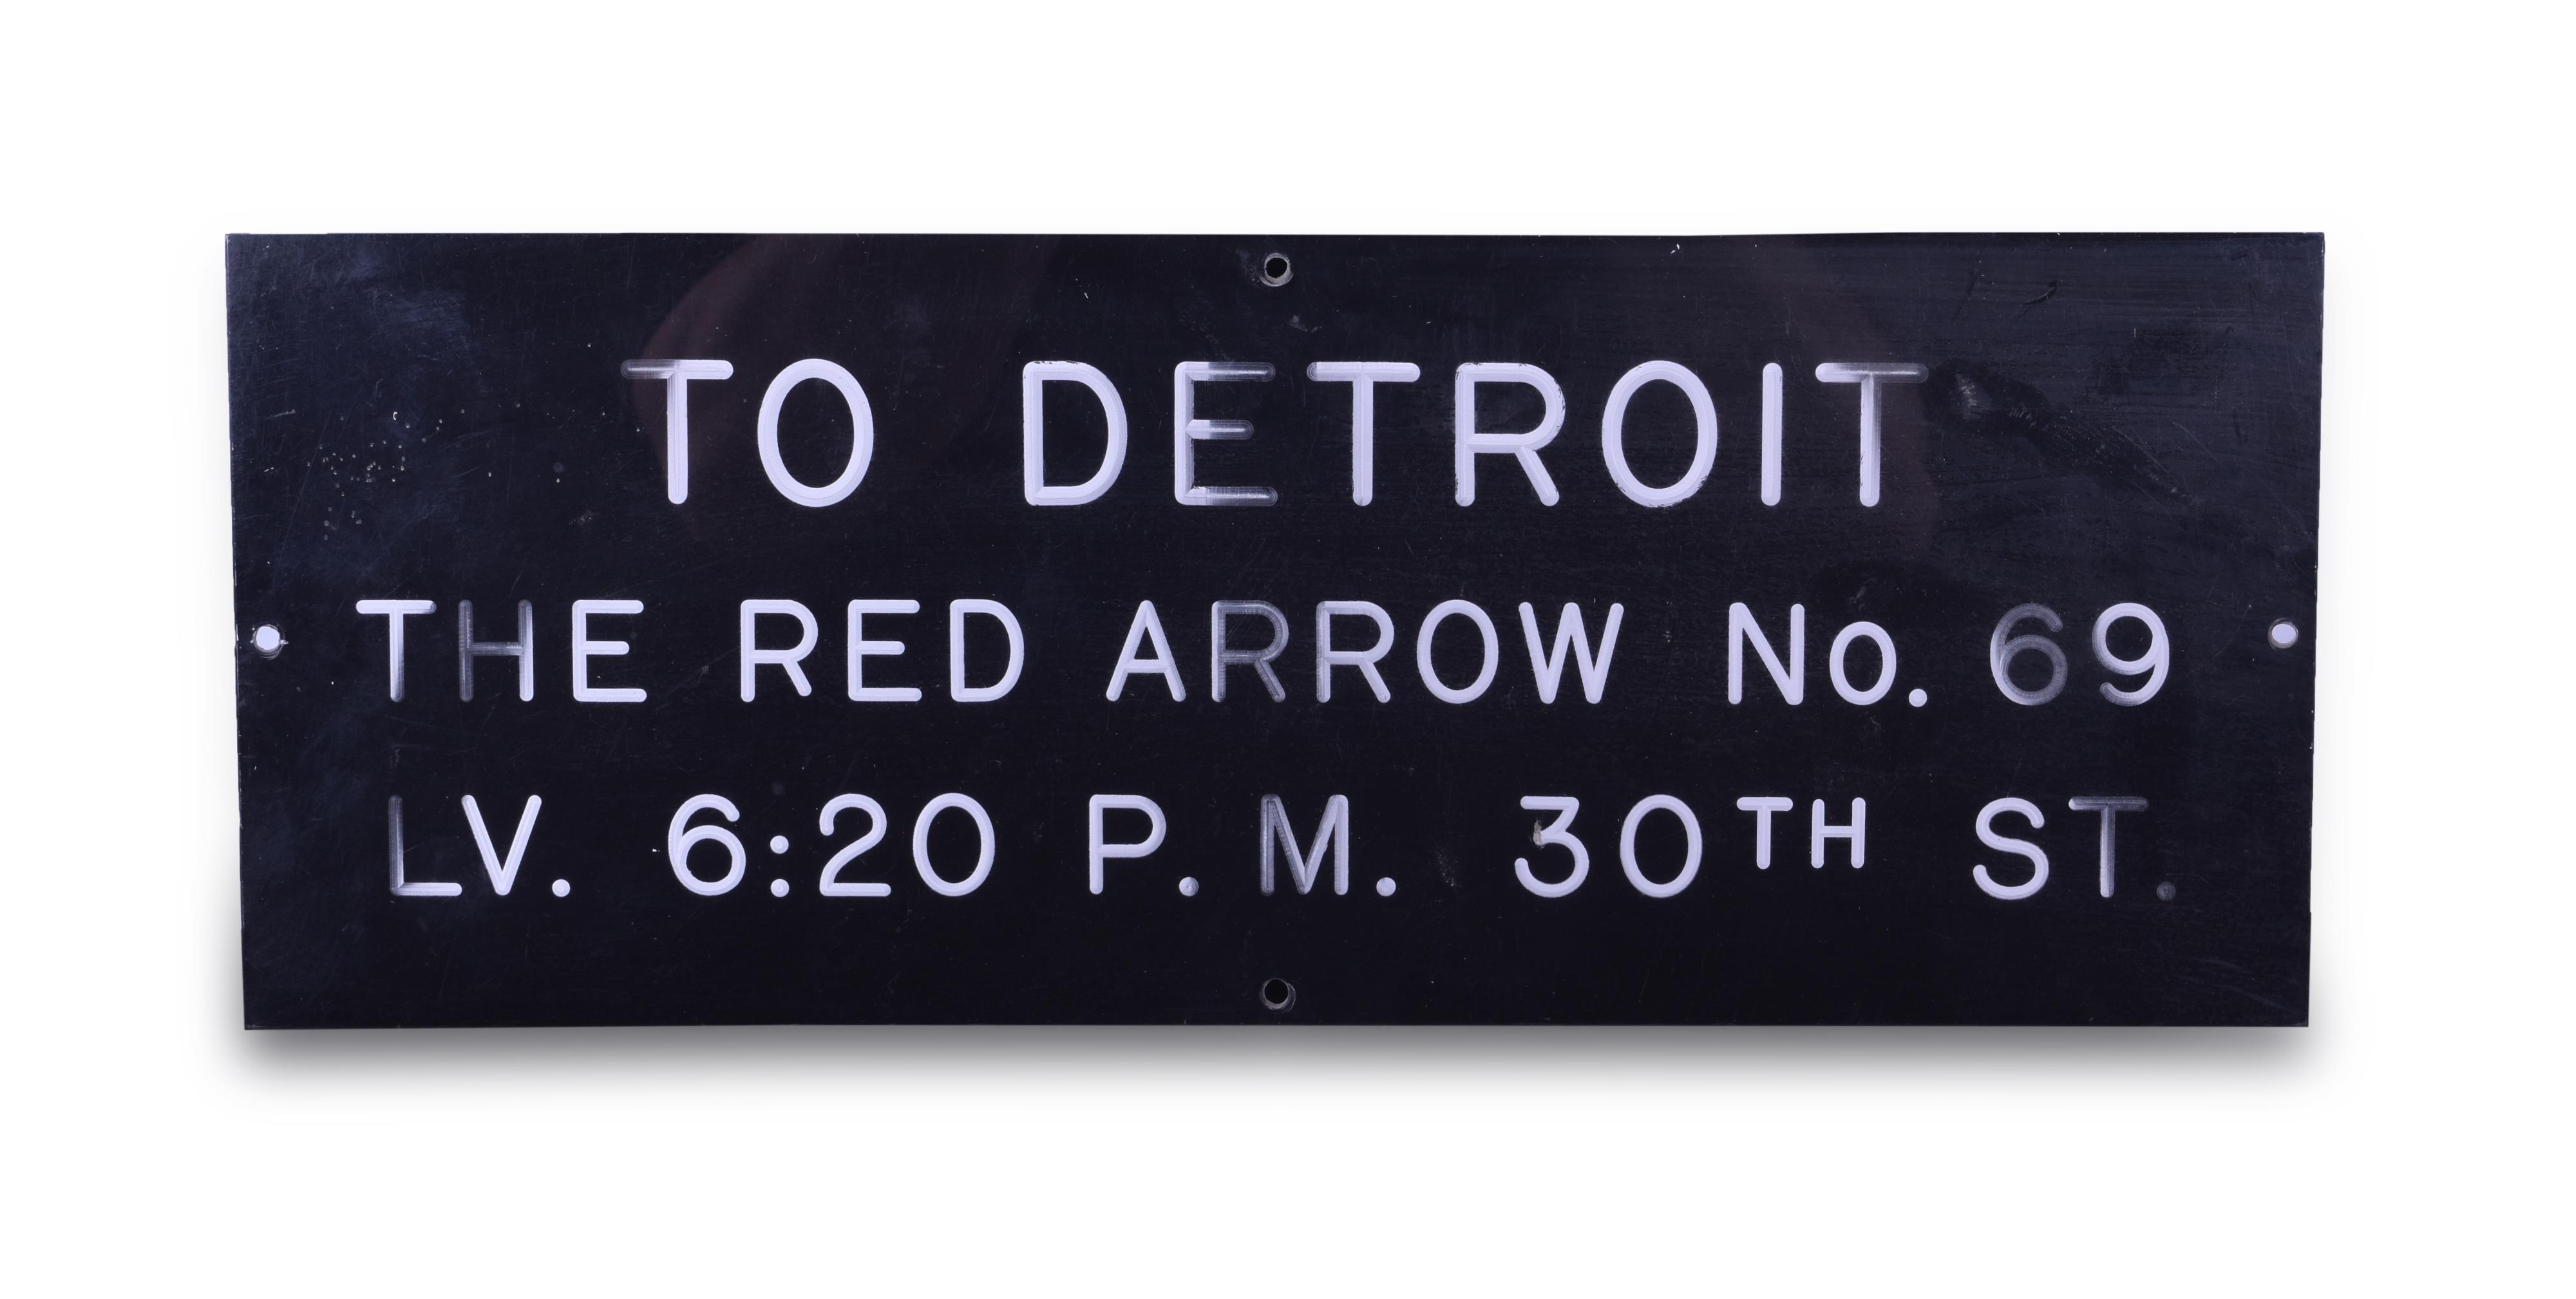 TO DETROIT
THE RED ARROW No. 69
LV. 6:20 P.M. 30TH ST.